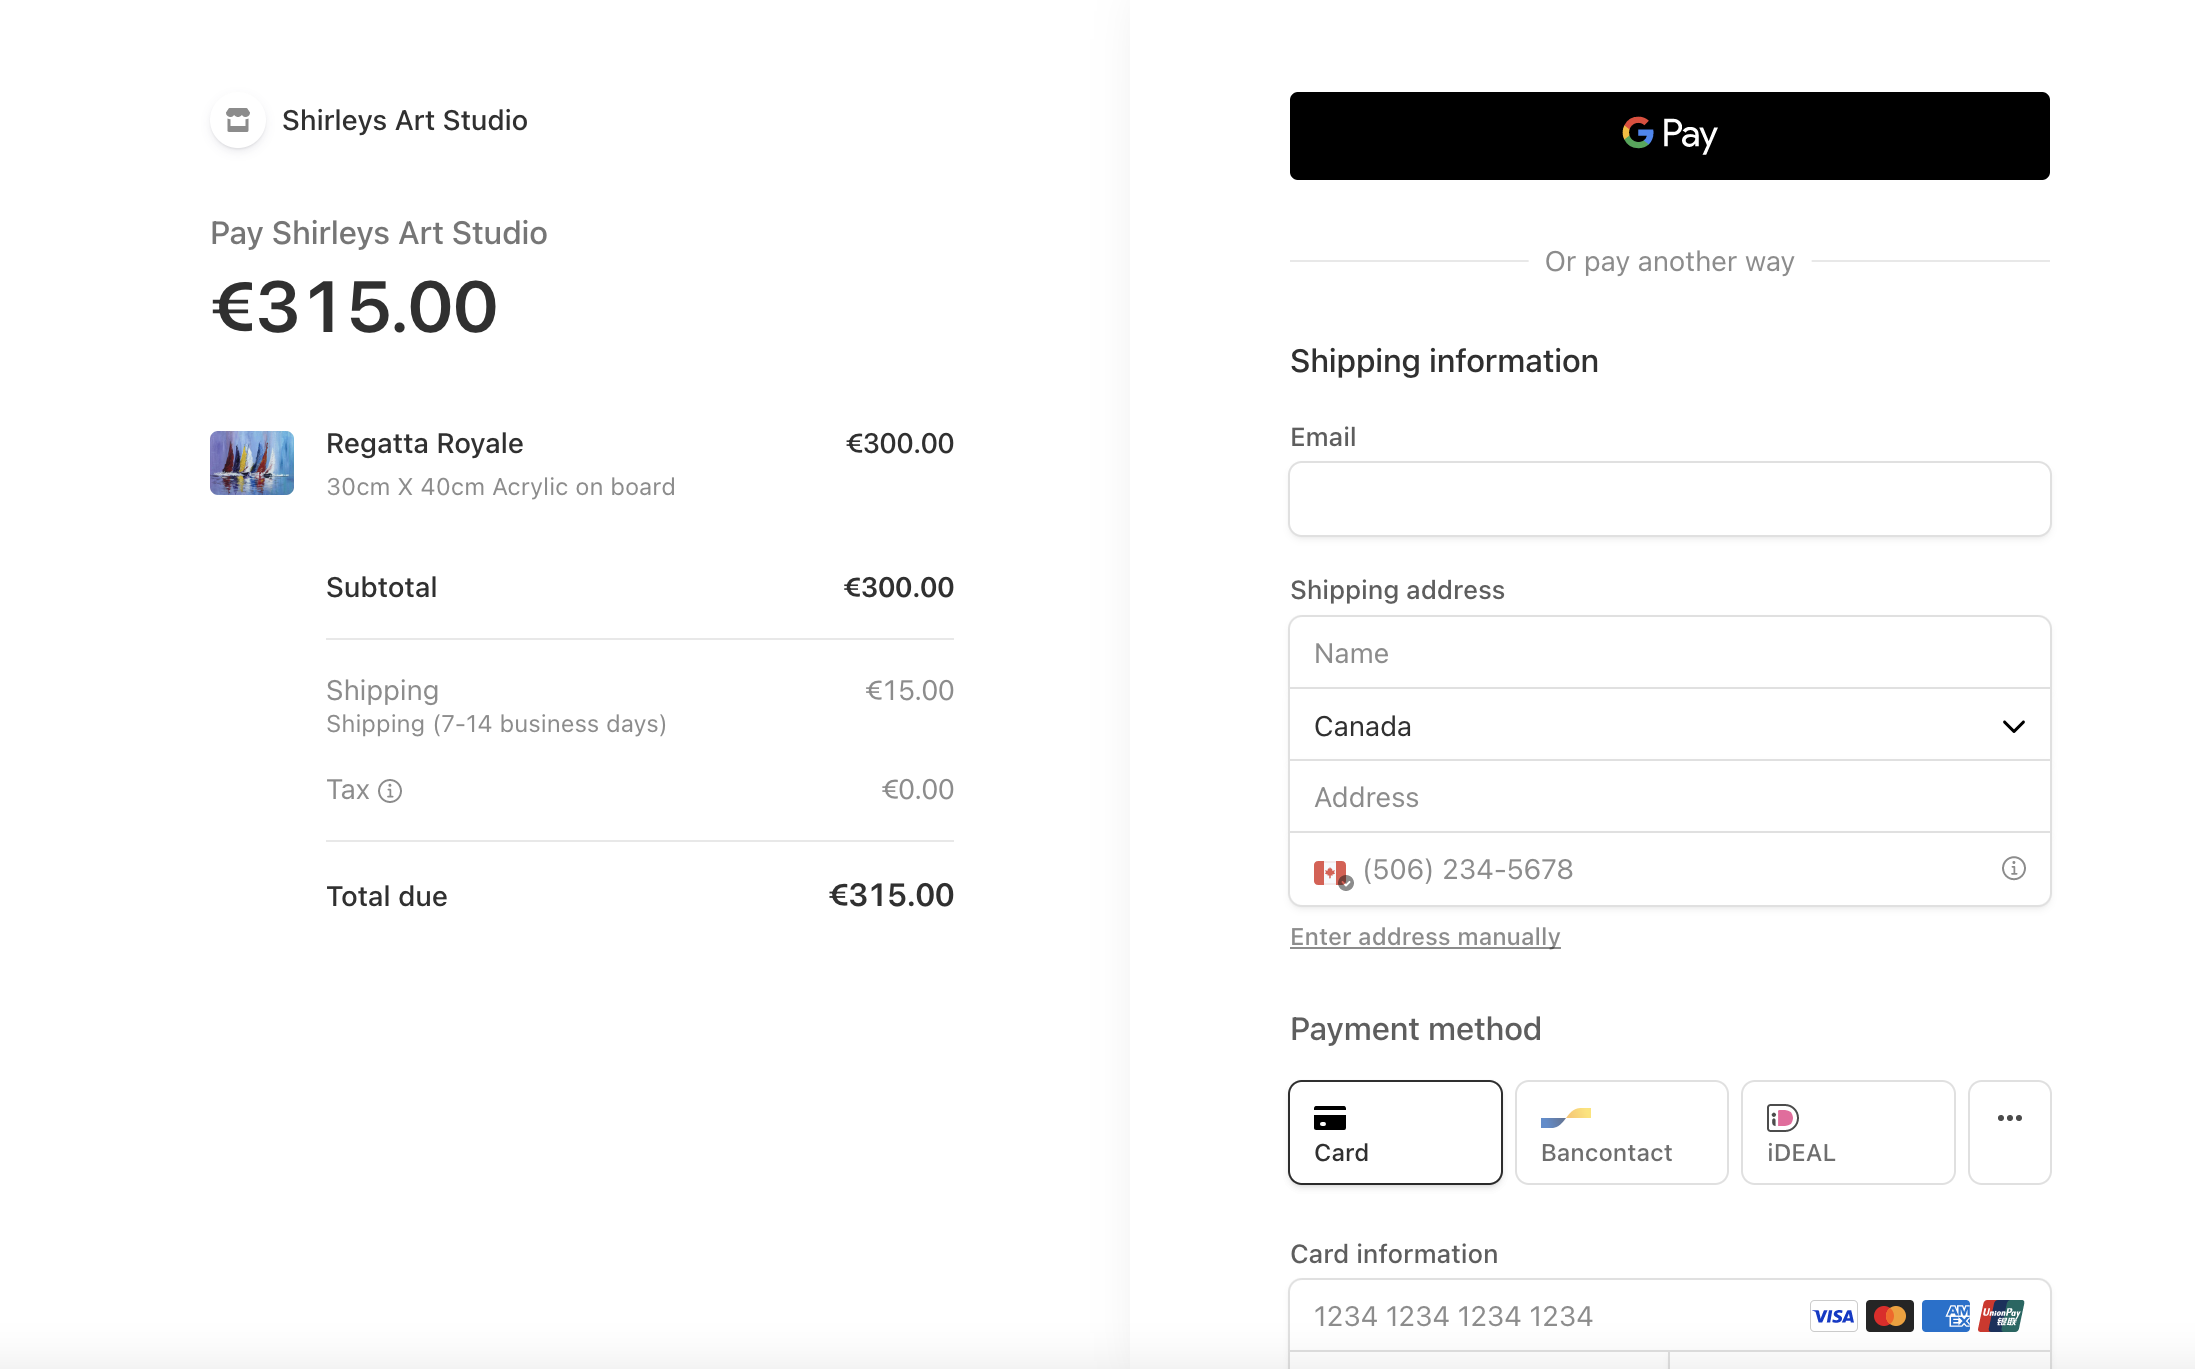 Shirleys Art Studio
Pay Shirleys Art Studio
€315.00
Regatta Royale €300.00
30cm X 40cm Acrylic on board
Subtotal €300.00
Shipping €15.00
Shipping (7-14 business days)
Tax €0.00
Total due €315.00
G Pay
Or pay another way
Shipping information
Email
Shipping address
Name
Canada
Address
(506) 234-5678
Enter address manually
Payment method
Card
Bancontact
iDEAL
Card information
1234 1234 1234 1234 VISA AMEX UnionPay 银联